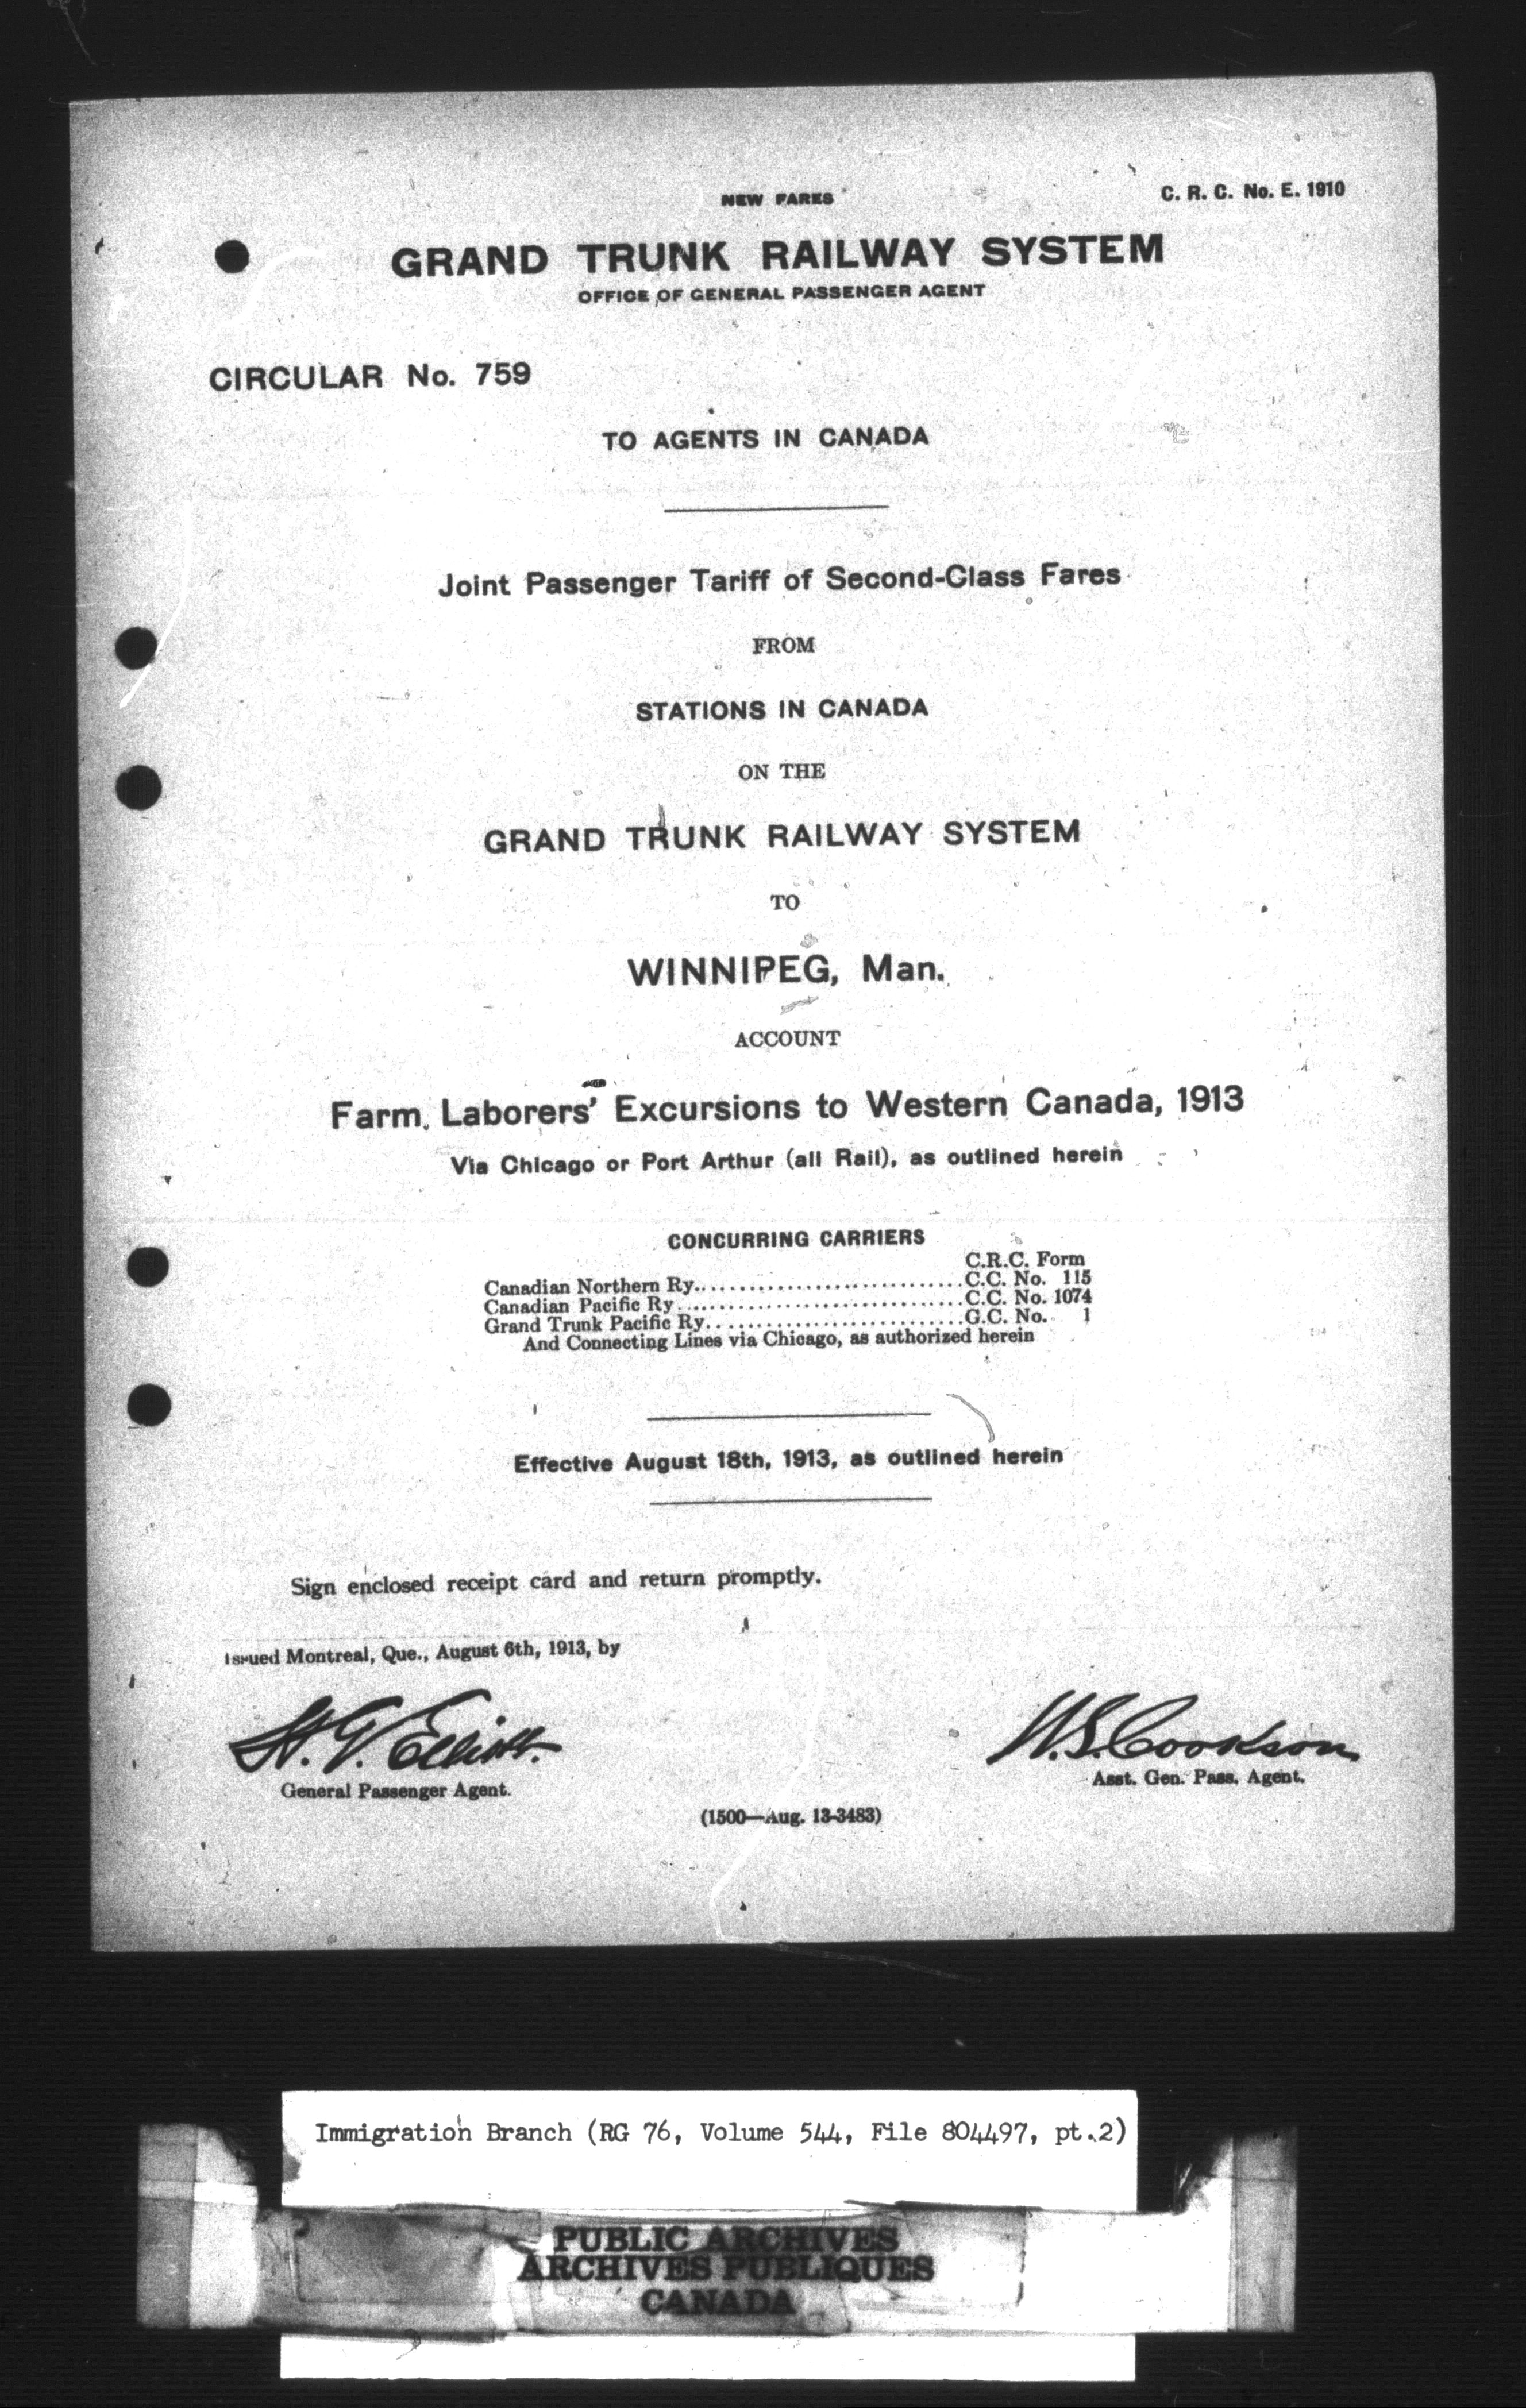 NEW FARES
C. R. C. No. E. 1910
GRAND TRUNK RAILWAY SYSTEM
OFFICE OF GENERAL PASSENGER AGENT
CIRCULAR No. 759
TO AGENTS IN CANADA
Joint Passenger Tariff of Second-Class Fares
FROM
STATIONS IN CANADA
ON THE
GRAND TRUNK RAILWAY SYSTEM
TO
WINNIPEG, Man.
ACCOUNT
Farm Laborers' Excursions to Western Canada, 1913
Via Chicago or Port Arthur (all Rail), as outlined herein
CONCURRING CARRIERS
C.R.C. Form
Canadian Northern Ry..............................C.C. No. 115
Canadian Pacific Ry................................C.C. No. 1074
Grand Trunk Pacific Ry............................G.C. No. 1
And Connecting Lines via Chicago, as authorized herein
Effective August 18th, 1913, as outlined herein
Sign enclosed receipt card and return promptly.
Issued Montreal, Que., August 6th, 1913, by
H. G. Elliott.
W. S. Cookson
General Passenger Agent.
Asst. Gen. Pass. Agent.
(1500—Aug. 13-3483)
Immigration Branch (RG 76, Volume 544, File 804497, pt.2)
PUBLIC ARCHIVES
ARCHIVES PUBLIQUES
CANADA